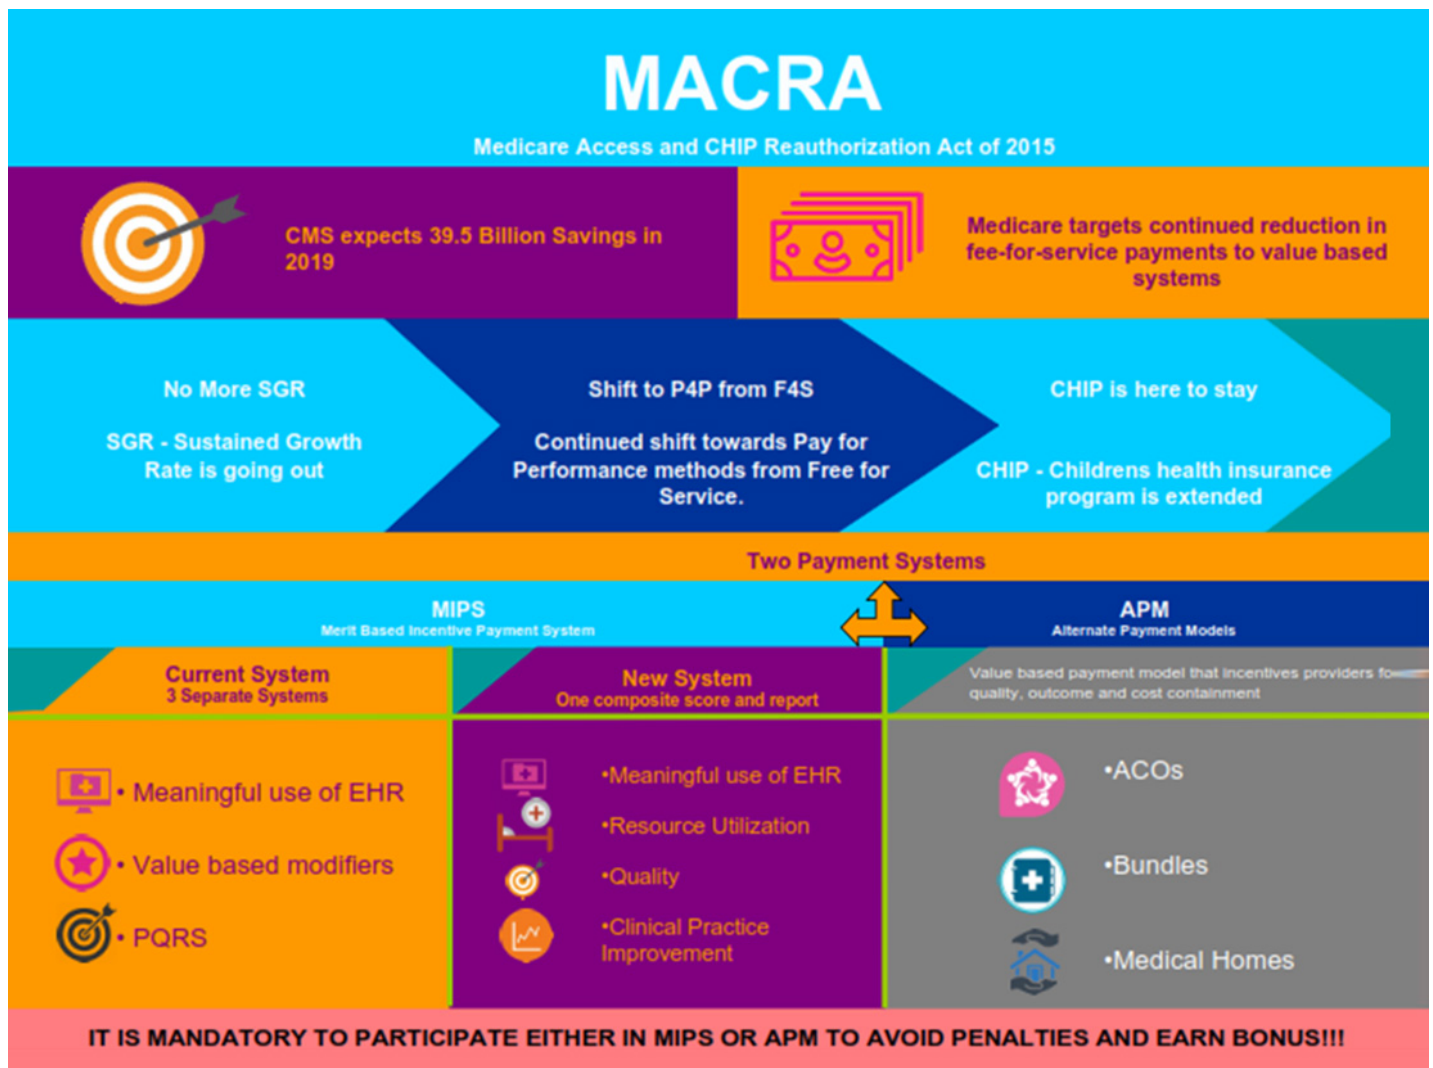 MACRA
Medicare Access and CHIP Reauthorization Act of 2015
CMS expects 39.5 Billion Savings in
2019
Medicare targets continued reduction in
fee-for-service payments to value based
systems
No More SGR
SGR - Sustained Growth
Rate is going out
Shift to P4P from F4S
Continued shift towards Pay for
Performance methods from Free for
Service.
CHIP is here to stay
CHIP - Childrens health insurance
program is extended
Two Payment Systems
MIPS
Merit Based Incentive Payment System
APM
Alternate Payment Models
Current System
3 Separate Systems
• Meaningful use of EHR
• Value based modifiers
• PQRS
New System
One composite score and report
•Meaningful use of EHR
•Resource Utilization
•Quality
•Clinical Practice
Improvement
Value based payment model that incentives providers fo
quality, outcome and cost containment
•ACOs
•Bundles
•Medical Homes
IT IS MANDATORY TO PARTICIPATE EITHER IN MIPS OR APM TO AVOID PENALTIES AND EARN BONUS!!!